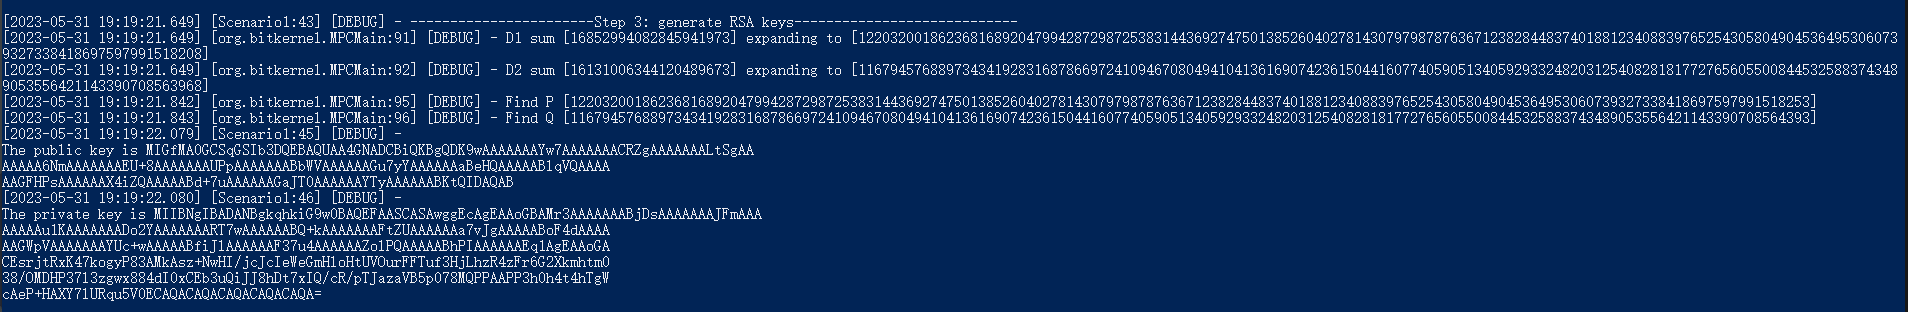 [2023-05-31 19:19:21.649] [Scenario1:43] [DEBUG] - -----------------------Step 3: generate RSA keys----------------------------
[2023-05-31 19:19:21.649] [org.bitkernel.MPCMain:91] [DEBUG] - D1 sum [16852994082845941973] expanding to [122032001862368168920479942872987253831443692747501385260402781430797987876367123828448374018812340883976525430580490453649530607393273384186975979915182​08]
[2023-05-31 19:19:21.649] [org.bitkernel.MPCMain:92] [DEBUG] - D2 sum [16131006344120489673] expanding to [11679457688973434192831687866972410946708049410413616907423615044160774059051340592933248203125408281817727656055008445325883743489053556421143390708563968]
[2023-05-31 19:19:21.842] [org.bitkernel.MPCMain:95] [DEBUG] - Find P [12203200186236816892047994287298725383144369274750138526040278143079798787636712382844837401881234088397652543058049045364953060739327338418697597991518253]
[2023-05-31 19:19:21.843] [org.bitkernel.MPCMain:96] [DEBUG] - Find Q [11679457688973434192831687866972410946708049410413616907423615044160774059051340592933248203125408281817727656055008445325883743489053556421143390708564393]
[2023-05-31 19:19:22.079] [Scenario1:45] [DEBUG] -
The public key is MIGfMA0GCSqGSIb3DQEBAQUAA4GNADCBiQKBgQDK9wAAAAAAAYw7AAAAAAACRZgAAAAAAALtSgAA
AAAAA6NmAAAAAAAEU+8AAAAAAAUPpAAAAAAABbWVAAAAAAAGu7yYAAAAAAaBeHQAAAAAB1qVQAAAA
AAGFHPsAAAAAAX4iZQAAAAABd+7uAAAAAAGaJT0AAAAAAYTyAAAAAABKtQIDAQAB
[2023-05-31 19:19:22.080] [Scenario1:46] [DEBUG] -
The private key is MIIBNgIBADANBgkqhkiG9w0BAQEFAASCASAwggEcAgEAAoGBAMr3AAAAAAABjDsAAAAAAAJFmAAA
AAAAAu1KAAAAAAADo2YAAAAAAART7wAAAAAABQ+kAAAAAAAFtZUAAAAAAa7vJgAAAAABoF4dAAAA
AAGWpVAAAAAAAYUc+wAAAAABfiJlAAAAAAF37u4AAAAAAZolPQAAAAABhPIAAAAAAEq1AgEAAoGA
CEsrjtRxK47kogyP83AMkAsz+NwHI/jcJcIeWeGmH1oHtUVOurFFTuf3HjLhzR4zFr6G2Xkmhtm0
38/OMDHP3713zgwx884dI0xCEb3uQiJJ8hDt7xIQ/cR/pTJazaVB5p078MQPPAAPP3h0h4t4hTgW
cAeP+HAXY71URqu5V0ECAQACAQACAQACAQACAQA=